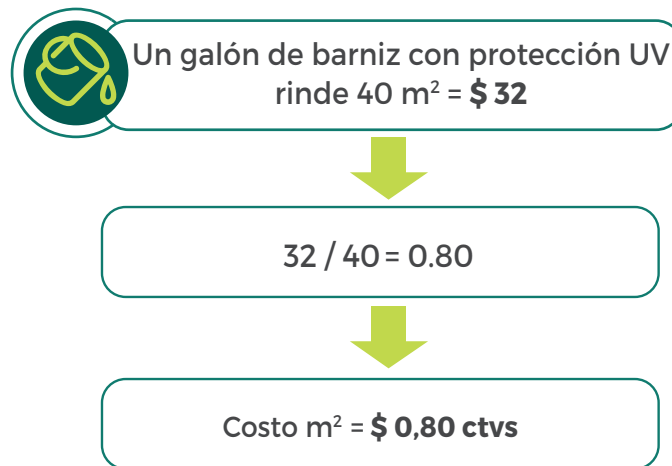 Un galón de barniz con protección UV
rinde 40 m² = $ 32
32 / 40 = 0.80
Costo m² = $ 0,80 ctvs